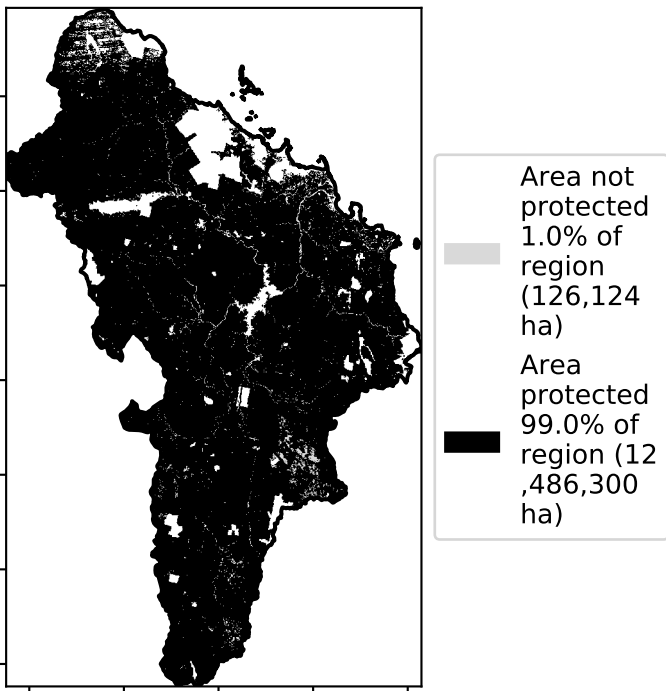 Area not
protected
1.0% of
region
(126,124
ha)
Area
protected
99.0% of
region (12
,486,300
ha)